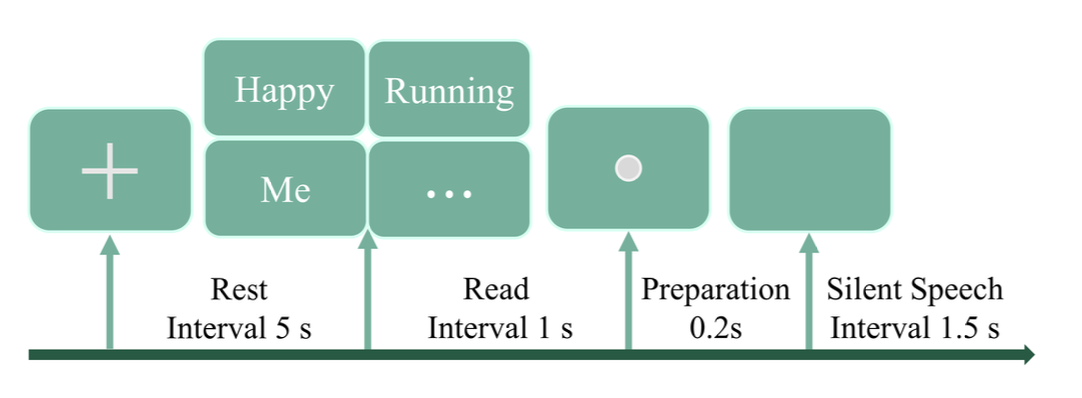 Happy
Running
Me
...
Rest
Interval 5 s
Read
Interval 1 s
Preparation
0.2s
Silent Speech
Interval 1.5 s